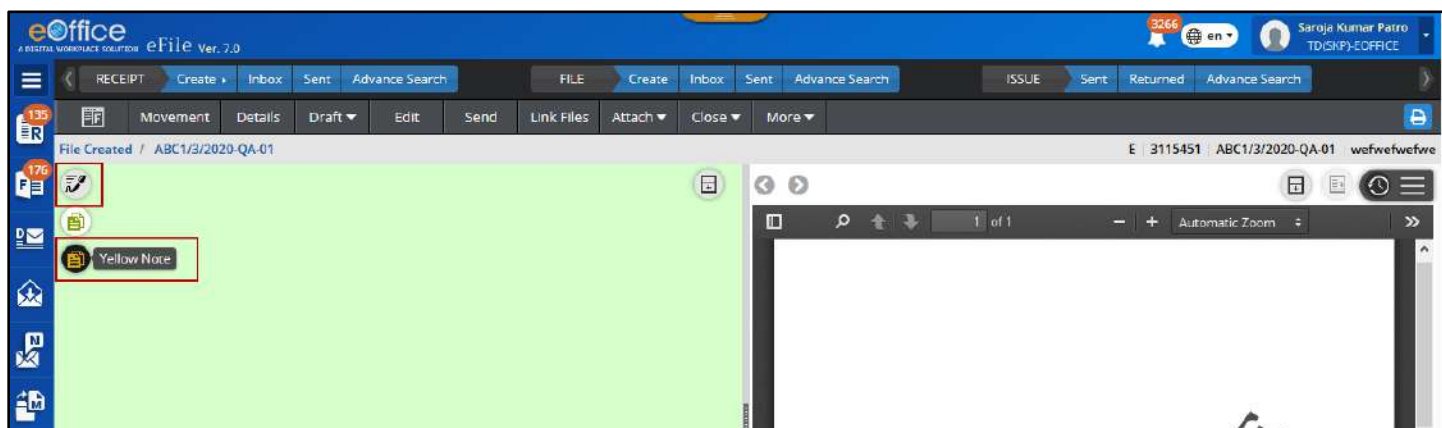 eOffice
A DIGITAL WORKPLACE SOLUTION eFile Ver. 7.0
3266
en
Saroja Kumar Patro
TD(SKP)-EOFFICE
RECEIPT Create Inbox Sent Advance Search FILE Create Inbox Sent Advance Search ISSUE Sent Returned Advance Search
135 R
F Movement Details Draft Edit Send Link Files Attach Close More
File Created / ABC1/3/2020-QA-01 E 3115451 ABC1/3/2020-QA-01 wefwefwefwe
176 F
1 of 1 Automatic Zoom
D
Yellow Note
N
M